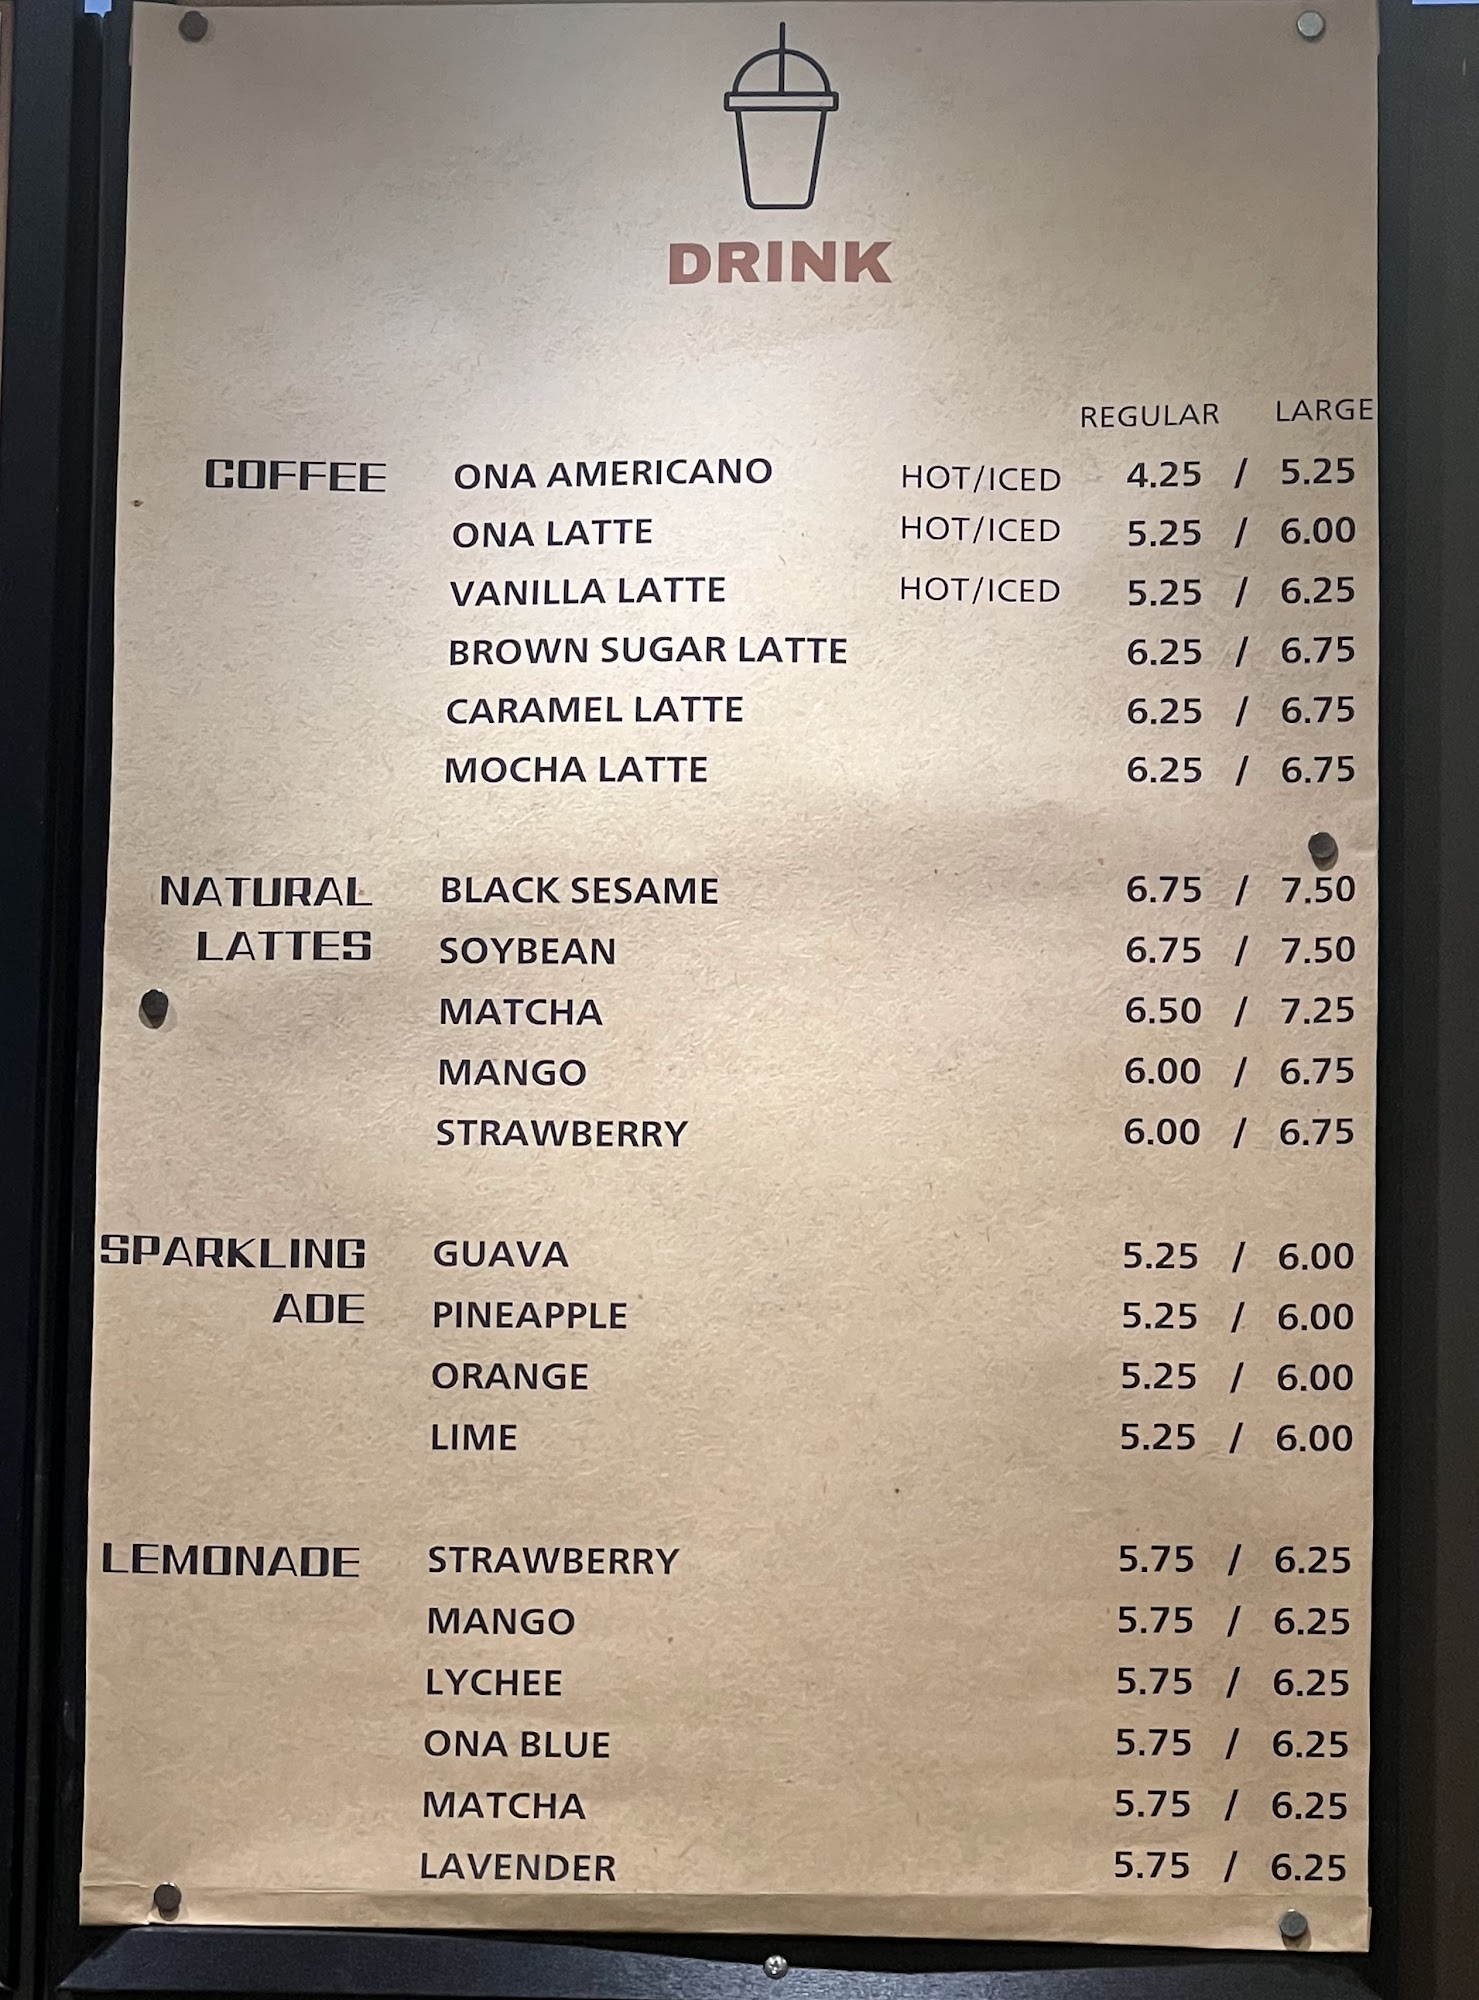 DRINK
REGULAR / LARGE
COFFEE ONA AMERICANO HOT/ICED 4.25 / 5.25
ONA LATTE HOT/ICED 5.25 / 6.00
VANILLA LATTE HOT/ICED 5.25 / 6.25
BROWN SUGAR LATTE 6.25 / 6.75
CARAMEL LATTE 6.25 / 6.75
MOCHA LATTE 6.25 / 6.75
NATURAL BLACK SESAME 6.75 / 7.50
LATTES SOYBEAN 6.75 / 7.50
MATCHA 6.50 / 7.25
MANGO 6.00 / 6.75
STRAWBERRY 6.00 / 6.75
SPARKLING GUAVA 5.25 / 6.00
ADE PINEAPPLE 5.25 / 6.00
ORANGE 5.25 / 6.00
LIME 5.25 / 6.00
LEMONADE STRAWBERRY 5.75 / 6.25
MANGO 5.75 / 6.25
LYCHEE 5.75 / 6.25
ONA BLUE 5.75 / 6.25
MATCHA 5.75 / 6.25
LAVENDER 5.75 / 6.25